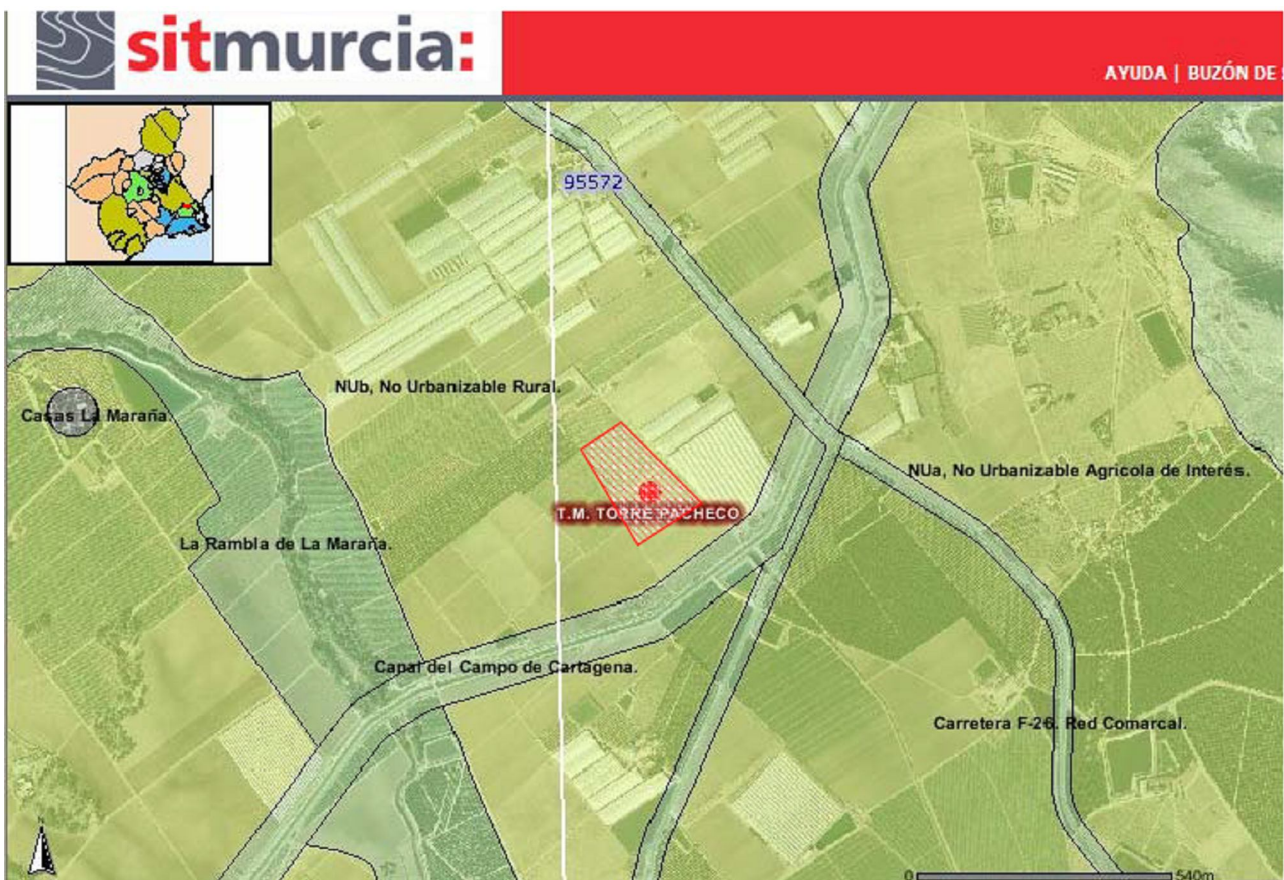 sitmurcia:
AYUDA | BUZÓN DE
95572
NUb, No Urbanizable Rural.
Casas La Maraña.
NUa, No Urbanizable Agrícola de Interés.
T.M. TORRE PACHECO
La Rambla de La Maraña.
Canal del Campo de Cartagena.
Carretera F-26. Red Comarcal.
N
0 540m